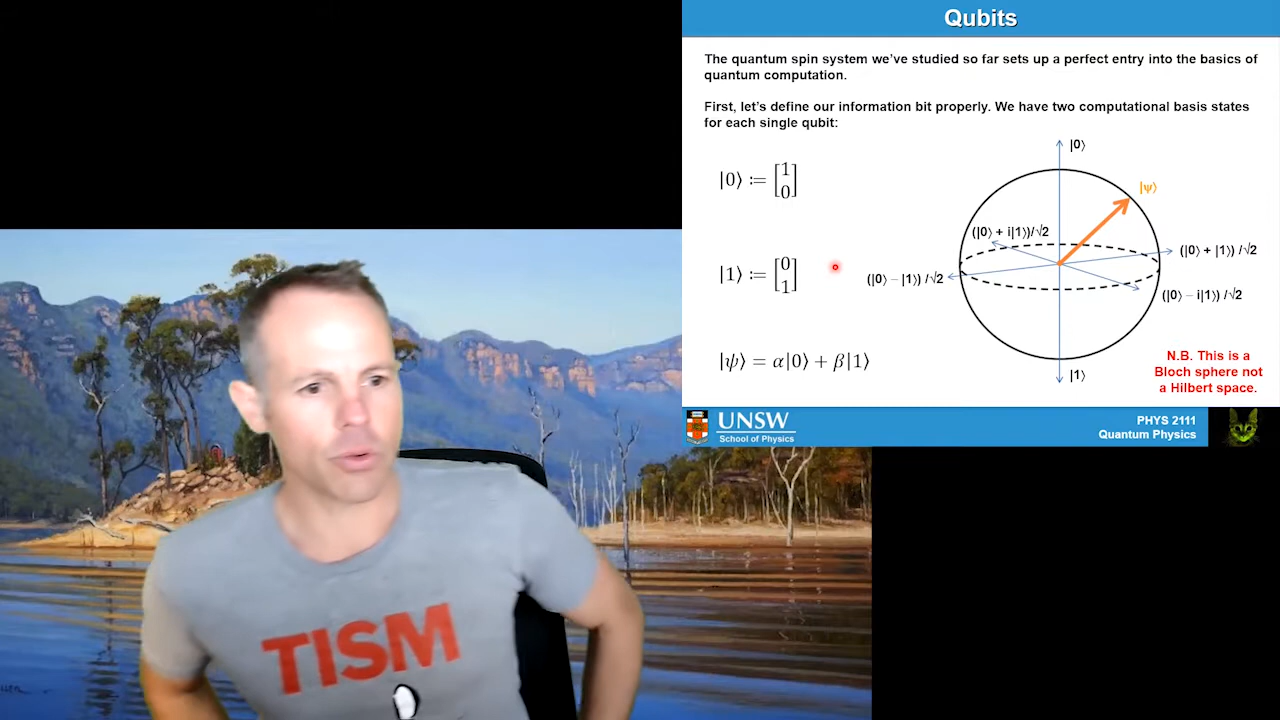 Qubits
The quantum spin system we've studied so far sets up a perfect entry into the basics of
quantum computation.
First, let's define our information bit properly. We have two computational basis states
for each single qubit:
|0⟩ ≔ [1 0]
|1⟩ ≔ [0 1]
|ψ⟩ = α|0⟩ + β|1⟩
|0⟩
|ψ⟩
(|0⟩ + i|1⟩)/√2
(|0⟩ + |1⟩) /√2
(|0⟩ – |1⟩) /√2
(|0⟩ – i|1⟩) /√2
|1⟩
N.B. This is a
Bloch sphere not
a Hilbert space.
UNSW
School of Physics
PHYS 2111
Quantum Physics
TISM